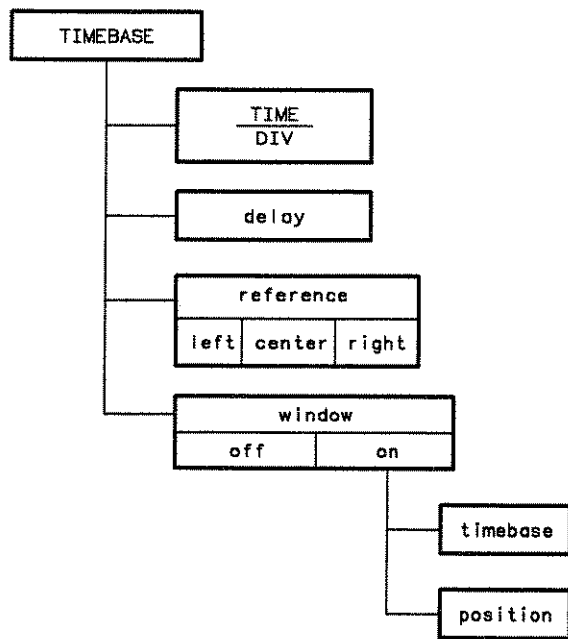 TIMEBASE
TIME
DIV
delay
reference
left center right
window
off on
timebase
position